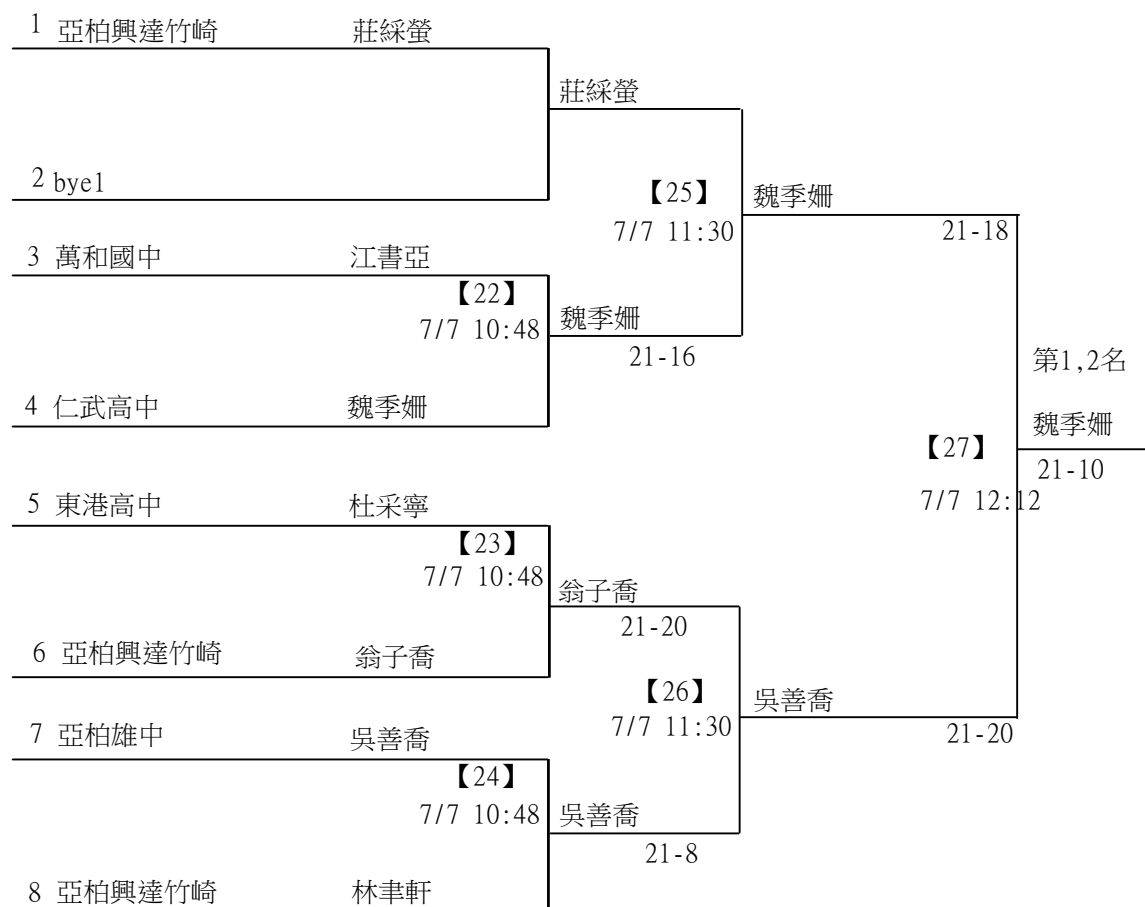 1 亞柏興達竹崎 莊綵螢
莊綵螢
2 bye1
【25】
魏季姍
7/7 11:30
21-18
3 萬和國中 江書亞
【22】
7/7 10:48
魏季姍
21-16
第1,2名
4 仁武高中 魏季姍
魏季姍
【27】
21-10
7/7 12:12
5 東港高中 杜采寧
【23】
7/7 10:48
翁子喬
21-20
6 亞柏興達竹崎 翁子喬
【26】
吳善喬
7/7 11:30
21-20
7 亞柏雄中 吳善喬
【24】
7/7 10:48
吳善喬
21-8
8 亞柏興達竹崎 林聿軒